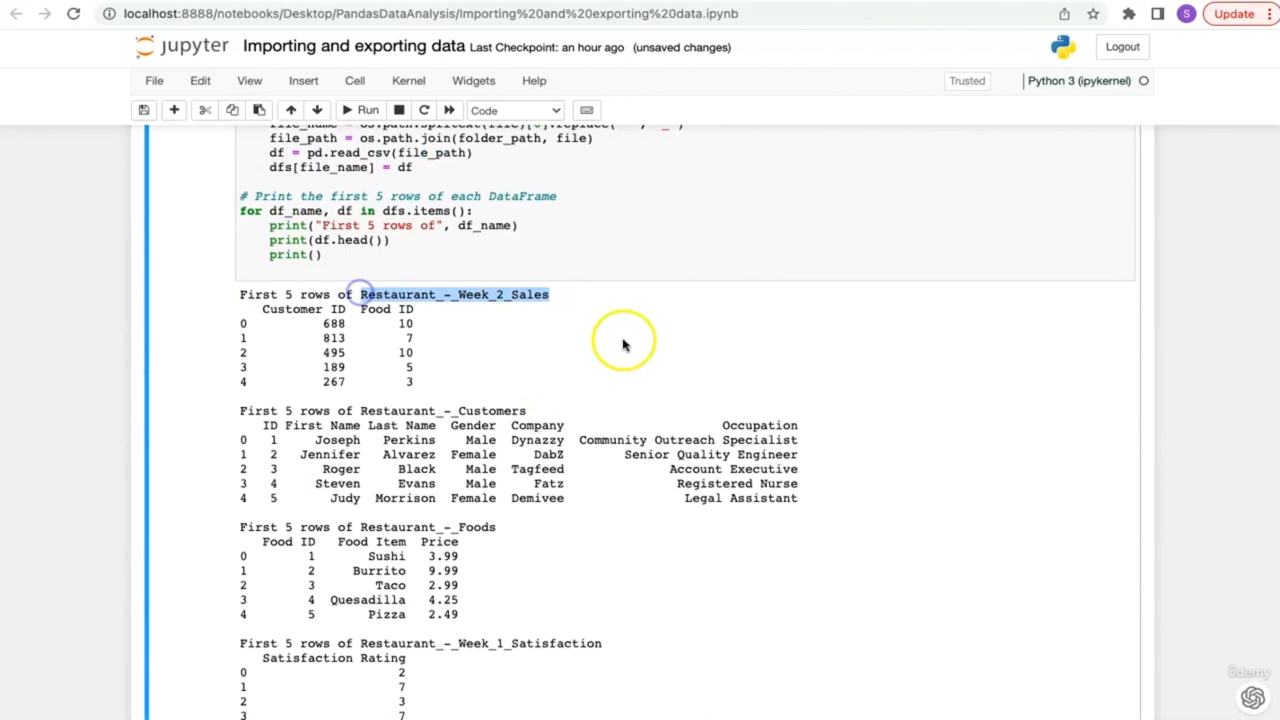 localhost:8888/notebooks/Desktop/PandasDataAnalysis/Importing%20and%20exporting%20data.ipynb
S
Update
jupyter Importing and exporting data Last Checkpoint: an hour ago (unsaved changes)
Logout
File Edit View Insert Cell Kernel Widgets Help
Trusted
Python 3 (ipykernel)
Run
Code
file_path = os.path.join(folder_path, file)
df = pd.read_csv(file_path)
dfs[file_name] = df
# Print the first 5 rows of each DataFrame
for df_name, df in dfs.items():
print("First 5 rows of", df_name)
print(df.head())
print()
First 5 rows of Restaurant_-_Week_2_Sales
Customer ID Food ID
0 688 10
1 813 7
2 495 10
3 189 5
4 267 3
First 5 rows of Restaurant_-_Customers
ID First Name Last Name Gender Company Occupation
0 1 Joseph Perkins Male Dynazzy Community Outreach Specialist
1 2 Jennifer Alvarez Female DabZ Senior Quality Engineer
2 3 Roger Black Male Tagfeed Account Executive
3 4 Steven Evans Male Fatz Registered Nurse
4 5 Judy Morrison Female Demivee Legal Assistant
First 5 rows of Restaurant_-_Foods
Food ID Food Item Price
0 1 Sushi 3.99
1 2 Burrito 9.99
2 3 Taco 2.99
3 4 Quesadilla 4.25
4 5 Pizza 2.49
First 5 rows of Restaurant_-_Week_1_Satisfaction
Satisfaction Rating
0 2
1 7
2 3
3 7
ûdemy